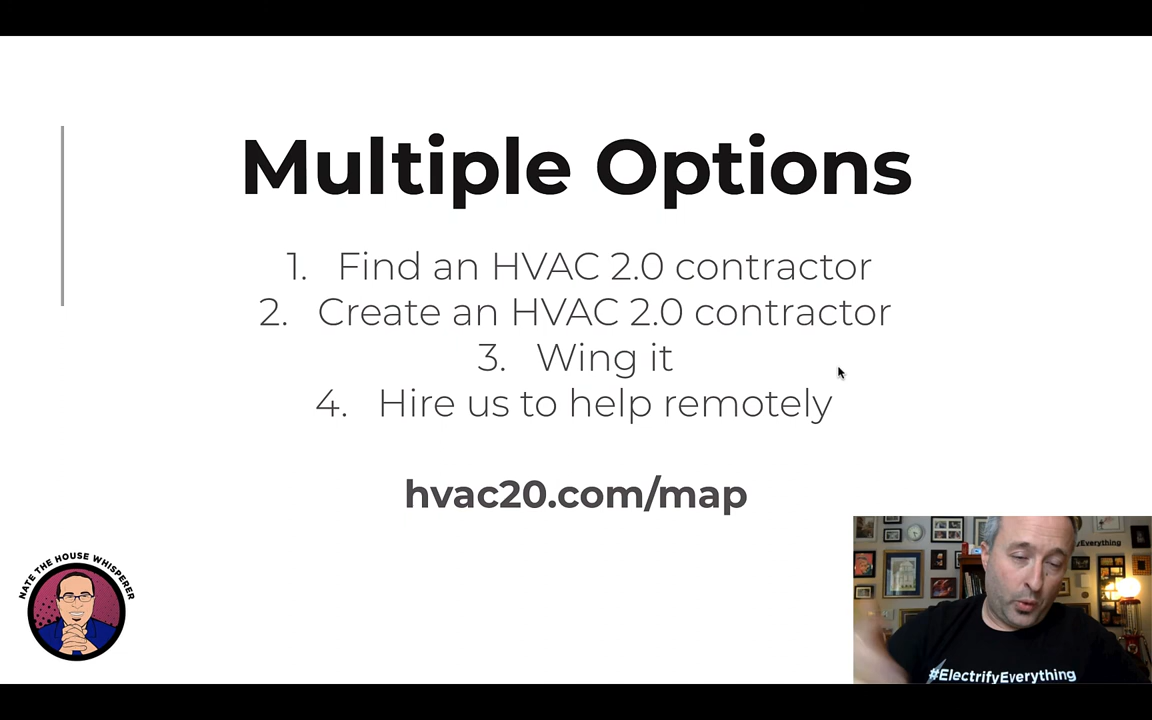 Multiple Options
1. Find an HVAC 2.0 contractor
2. Create an HVAC 2.0 contractor
3. Wing it
4. Hire us to help remotely
hvac20.com/map
NATE THE HOUSE WHISPERER
/Everything
#ElectrifyEverything